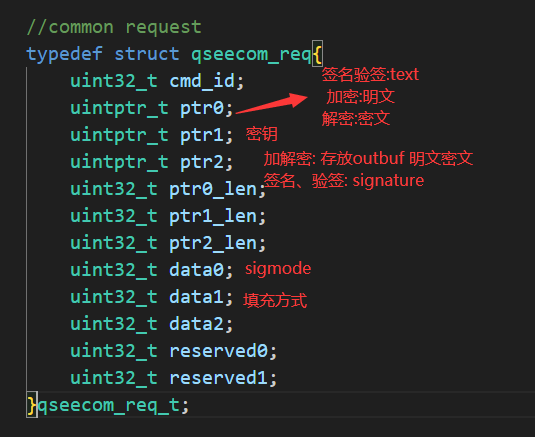 //common request
typedef struct qseecom_req{
uint32_t cmd_id;
签名验签:text
uintptr_t ptr0;
加密:明文
解密:密文
uintptr_t ptr1; 密钥
uintptr_t ptr2;
加解密: 存放outbuf 明文密文
uint32_t ptr0_len;
签名、验签: signature
uint32_t ptr1_len;
uint32_t ptr2_len;
uint32_t data0; sigmode
uint32_t data1; 填充方式
uint32_t data2;
uint32_t reserved0;
uint32_t reserved1;
}qseecom_req_t;